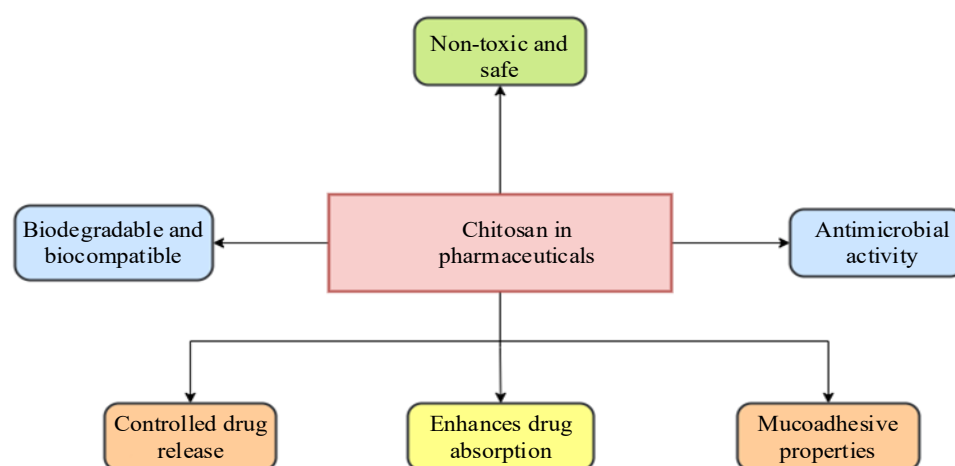 Non-toxic and
safe
Biodegradable and
biocompatible
Chitosan in
pharmaceuticals
Antimicrobial
activity
Controlled drug
release
Enhances drug
absorption
Mucoadhesive
properties